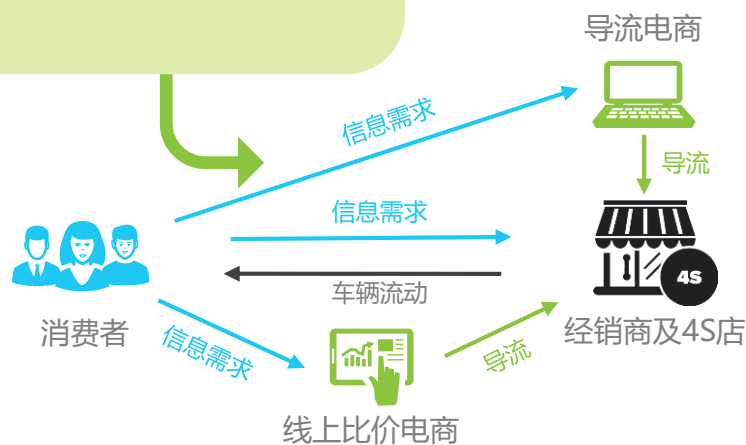 导流电商
信息需求
导流
信息需求
4S
车辆流动
消费者
经销商及4S店
信息需求
导流
线上比价电商